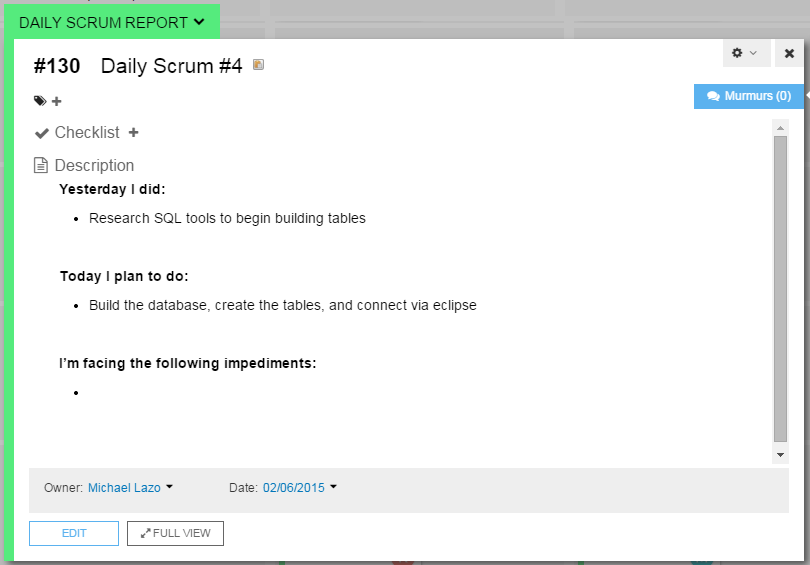 DAILY SCRUM REPORT
#130 Daily Scrum #4
Murmurs (0)
Checklist
Description
Yesterday I did:
• Research SQL tools to begin building tables
Today I plan to do:
• Build the database, create the tables, and connect via eclipse
I'm facing the following impediments:
•
Owner: Michael Lazo Date: 02/06/2015
EDIT FULL VIEW